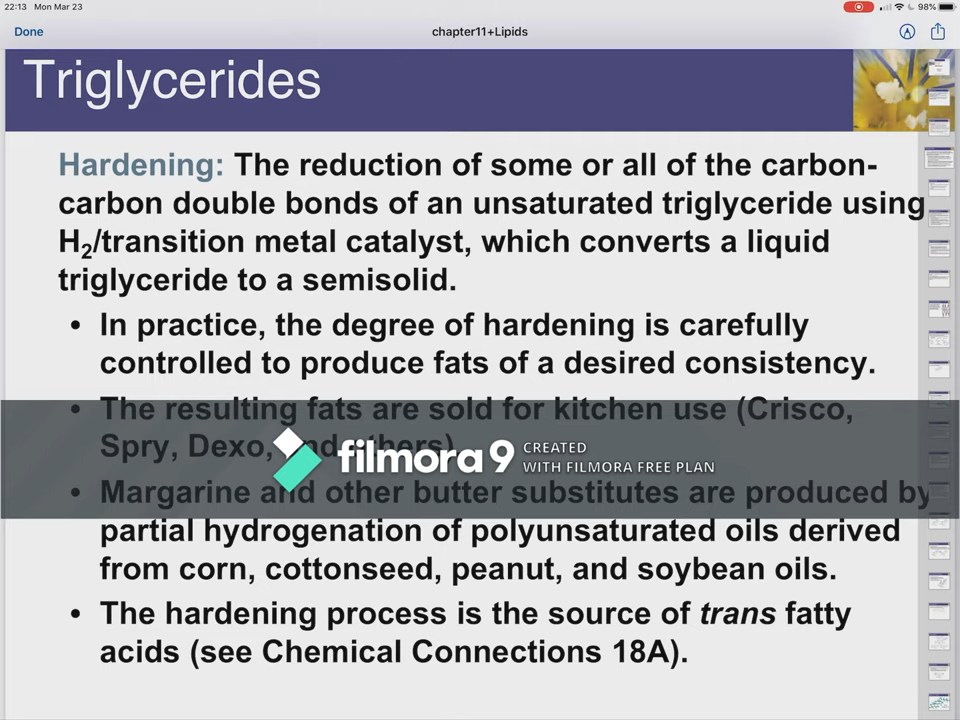 22:13 Mon Mar 23
98%
Done
chapter11+Lipids
Triglycerides
Hardening: The reduction of some or all of the carbon-
carbon double bonds of an unsaturated triglyceride using
H₂/transition metal catalyst, which converts a liquid
triglyceride to a semisolid.
• In practice, the degree of hardening is carefully
controlled to produce fats of a desired consistency.
• The resulting fats are sold for kitchen use (Crisco,
Spry, Dexo, and others).
filmora9 CREATED
WITH FILMORA FREE PLAN
• Margarine and other butter substitutes are produced by
partial hydrogenation of polyunsaturated oils derived
from corn, cottonseed, peanut, and soybean oils.
• The hardening process is the source of trans fatty
acids (see Chemical Connections 18A).